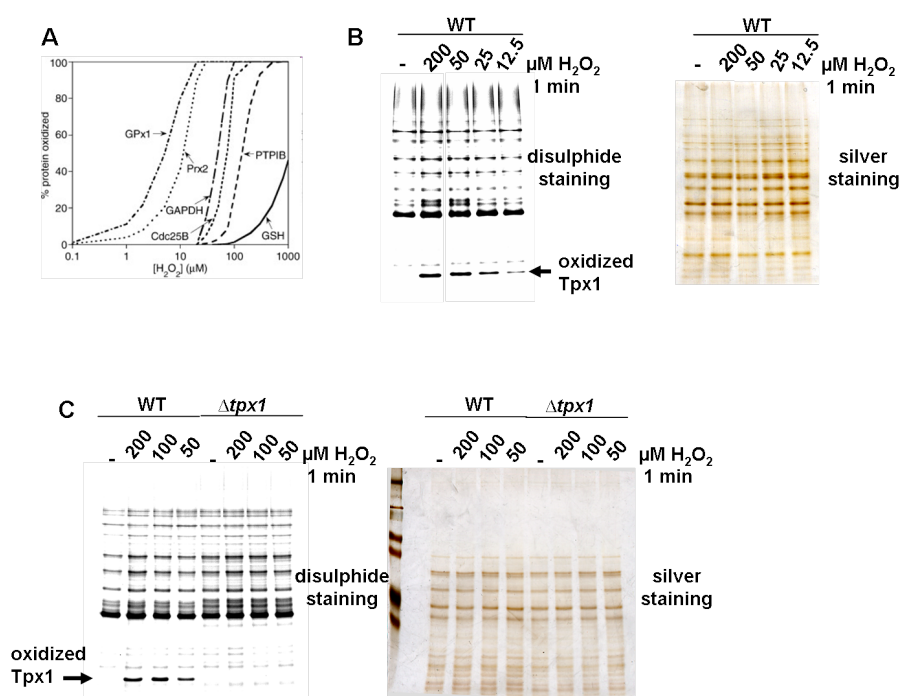 A
B
WT
WT
- 200 50 25 12.5
µM H2O2
1 min
- 200 50 25 12.5
µM H2O2
1 min
100
80
60
40
20
0
% protein oxidized
GPx1
Prx2
GAPDH
Cdc25B
PTPIB
GSH
0.1 1 10 100 1000
[H2O2] (µM)
disulphide
staining
silver
staining
oxidized
Tpx1
C
WT
Δtpx1
WT
Δtpx1
- 200 100 50 - 200 100 50
µM H2O2
1 min
- 200 100 50 - 200 100 50
µM H2O2
1 min
disulphide
staining
silver
staining
oxidized
Tpx1